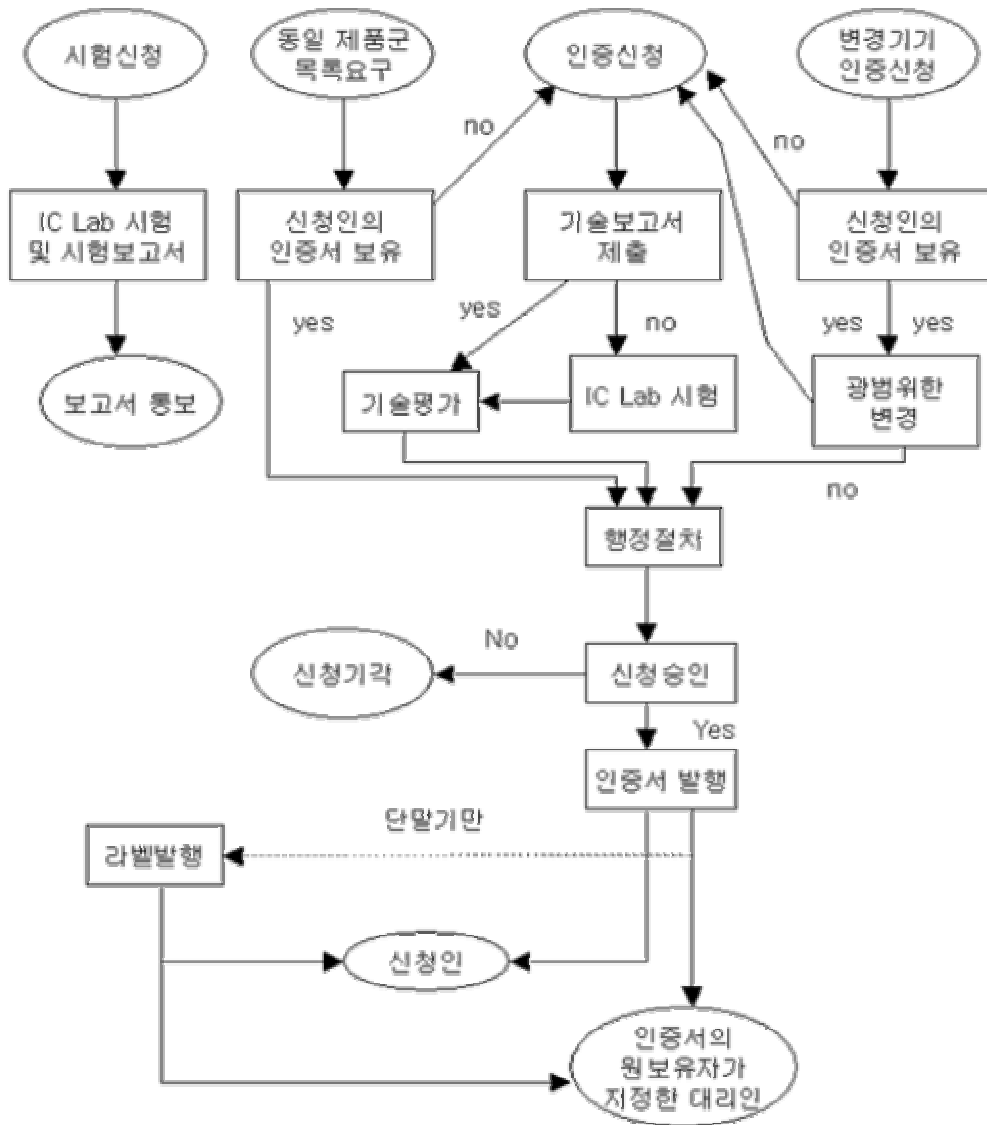 시험신청
동일 제품군
목록요구
인증신청
변경기기
인증신청
no
no
IC Lab 시험
및 시험보고서
신청인의
인증서 보유
기술보고서
제출
신청인의
인증서 보유
yes
yes
no
yes
yes
보고서 통보
기술평가
IC Lab 시험
광범위한
변경
no
행정절차
No
신청기각
신청승인
Yes
인증서 발행
단말기만
라벨발행
신청인
인증서의
원보유자가
지정한 대리인